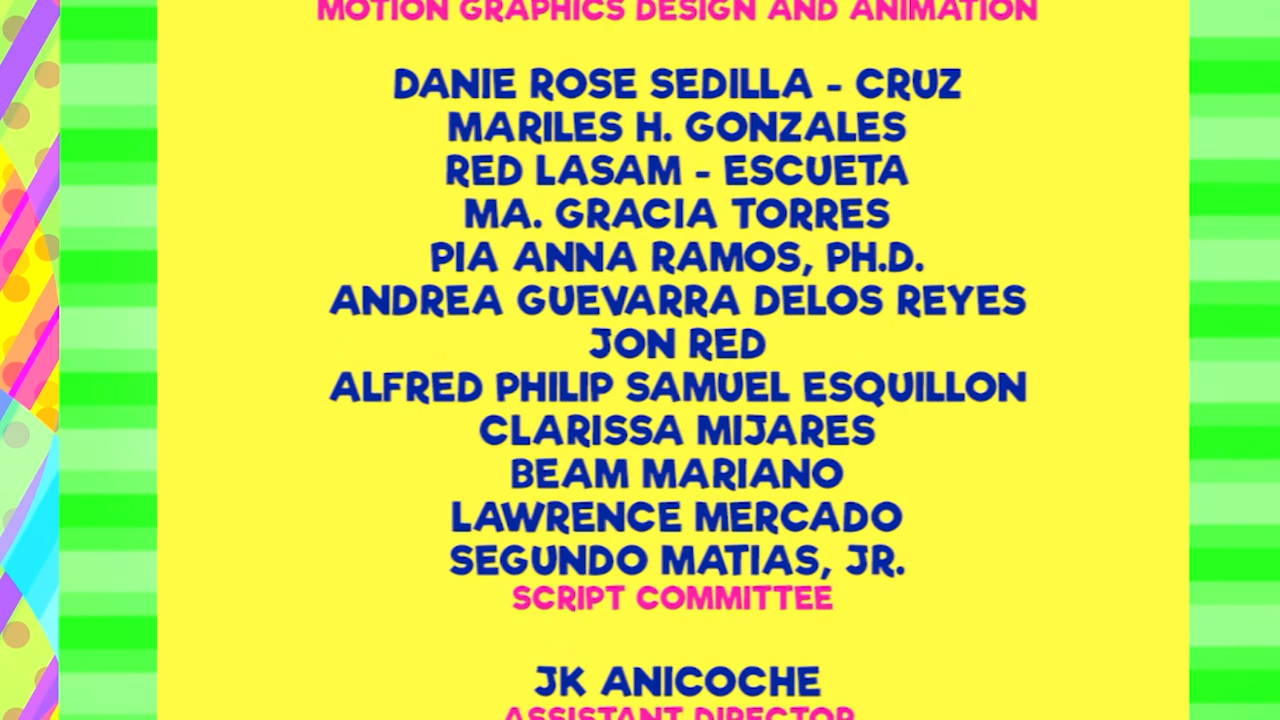 MOTION GRAPHICS DESIGN AND ANIMATION
DANIE ROSE SEDILLA - CRUZ
MARILES H. GONZALES
RED LASAM - ESCUETA
MA. GRACIA TORRES
PIA ANNA RAMOS, PH.D.
ANDREA GUEVARRA DELOS REYES
JON RED
ALFRED PHILIP SAMUEL ESQUILLON
CLARISSA MIJARES
BEAM MARIANO
LAWRENCE MERCADO
SEGUNDO MATIAS, JR.
SCRIPT COMMITTEE
JK ANICOCHE
ASSISTANT DIRECTOR